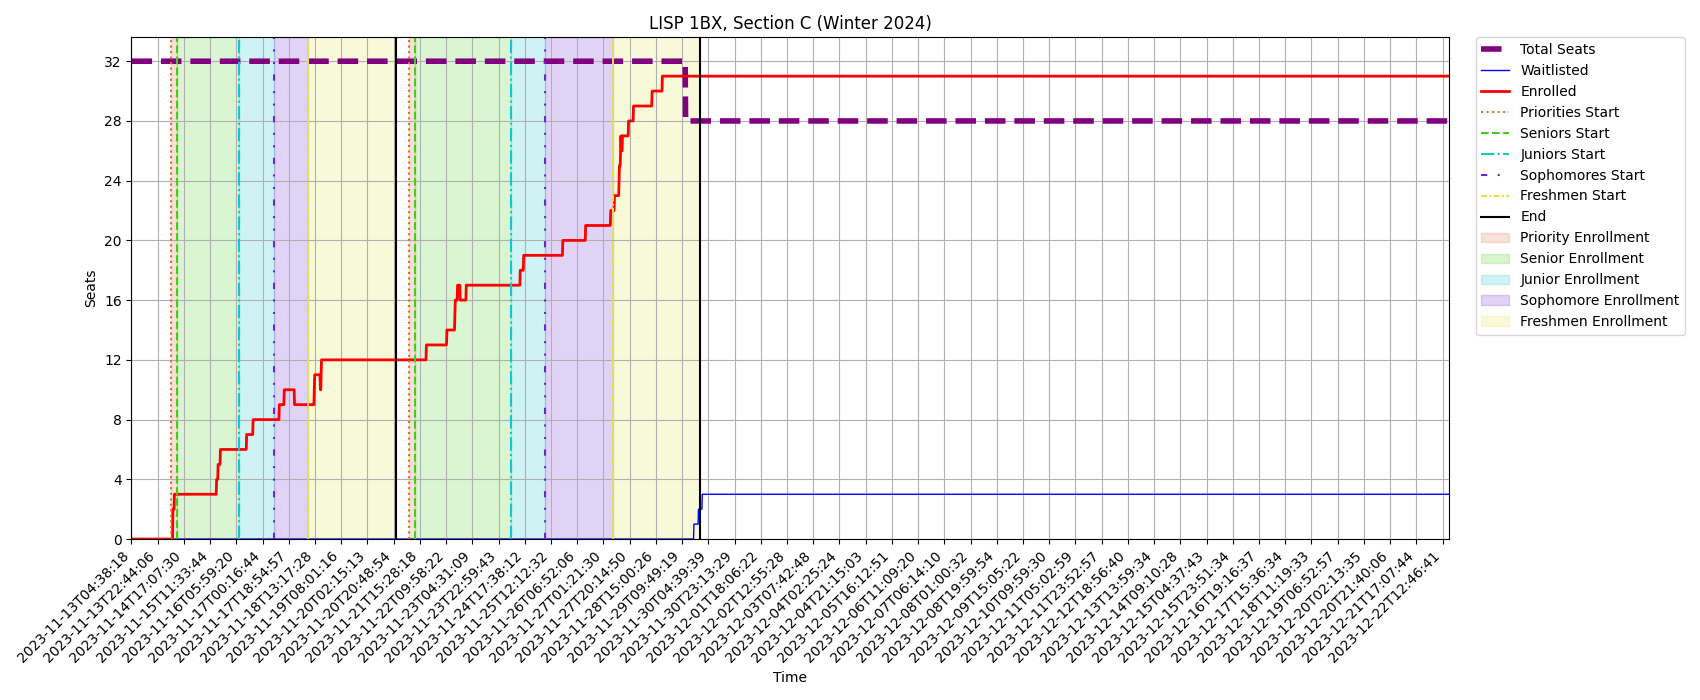 LISP 1BX, Section C (Winter 2024)
Total Seats
Waitlisted
Enrolled
Priorities Start
Seniors Start
Juniors Start
Sophomores Start
Freshmen Start
End
Priority Enrollment
Senior Enrollment
Junior Enrollment
Sophomore Enrollment
Freshmen Enrollment
Seats
32
28
24
20
16
12
8
4
0
2023-11-13T04:38:18
2023-11-13T22:44:06
2023-11-14T17:07:30
2023-11-15T11:33:44
2023-11-16T05:59:20
2023-11-17T00:16:44
2023-11-17T18:54:57
2023-11-18T13:17:28
2023-11-19T08:01:16
2023-11-20T02:15:13
2023-11-20T20:48:54
2023-11-21T15:28:18
2023-11-22T09:58:22
2023-11-23T04:31:09
2023-11-23T22:59:43
2023-11-24T17:38:12
2023-11-25T12:12:32
2023-11-26T06:52:06
2023-11-27T01:21:30
2023-11-27T20:14:50
2023-11-28T15:00:26
2023-11-29T09:49:19
2023-11-30T04:39:39
2023-11-30T23:13:29
2023-12-01T18:06:22
2023-12-02T12:55:28
2023-12-03T07:42:48
2023-12-04T02:25:24
2023-12-04T21:15:03
2023-12-05T16:12:51
2023-12-06T11:09:20
2023-12-07T06:14:10
2023-12-08T01:00:32
2023-12-08T19:59:54
2023-12-09T15:05:22
2023-12-10T09:59:30
2023-12-11T05:02:59
2023-12-11T23:52:57
2023-12-12T18:56:40
2023-12-13T13:59:34
2023-12-14T09:10:28
2023-12-15T04:37:43
2023-12-15T23:51:34
2023-12-16T19:16:37
2023-12-17T15:36:34
2023-12-18T11:19:33
2023-12-19T06:52:57
2023-12-20T02:13:35
2023-12-20T21:40:06
2023-12-21T17:07:44
2023-12-22T12:46:41
Time